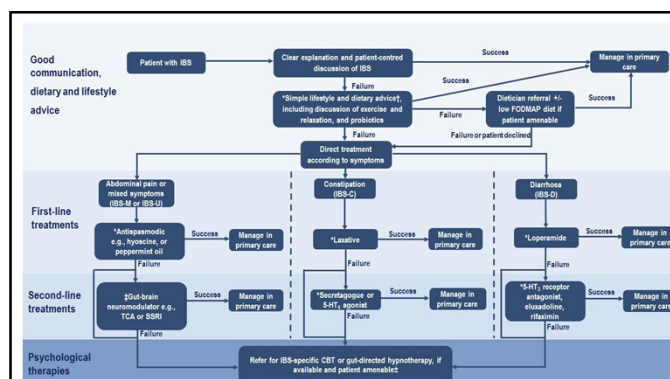 Good
communication,
dietary and lifestyle
advice
Patient with IBS
Clear explanation and patient-centred
discussion of IBS
Success
Manage in
primary care
Failure
Success
*Simple lifestyle and dietary advice†,
including discussion of exercise and
relaxation, and probiotics
Failure
Dietician referral +/-
low FODMAP diet if
patient amenable
Success
Failure
Failure or patient declined
Direct treatment
according to symptoms
First-line
treatments
Abdominal pain or
mixed symptoms
(IBS-M or IBS-U)
Constipation
(IBS-C)
Diarrhoea
(IBS-D)
*Antispasmodic
e.g., hyoscine, or
peppermint oil
Success
Manage in
primary care
*Laxative
Success
Manage in
primary care
*Loperamide
Success
Manage in
primary care
Failure
Failure
Failure
Second-line
treatments
‡Gut-brain
neuromodulator e.g.,
TCA or SSRI
Success
Manage in
primary care
*Secretagogue or
5-HT4 agonist
Success
Manage in
primary care
*5-HT3 receptor
antagonist,
eluxadoline,
rifaximin
Success
Manage in
primary care
Failure
Failure
Failure
Psychological
therapies
Refer for IBS-specific CBT or gut-directed hypnotherapy, if
available and patient amenable‡